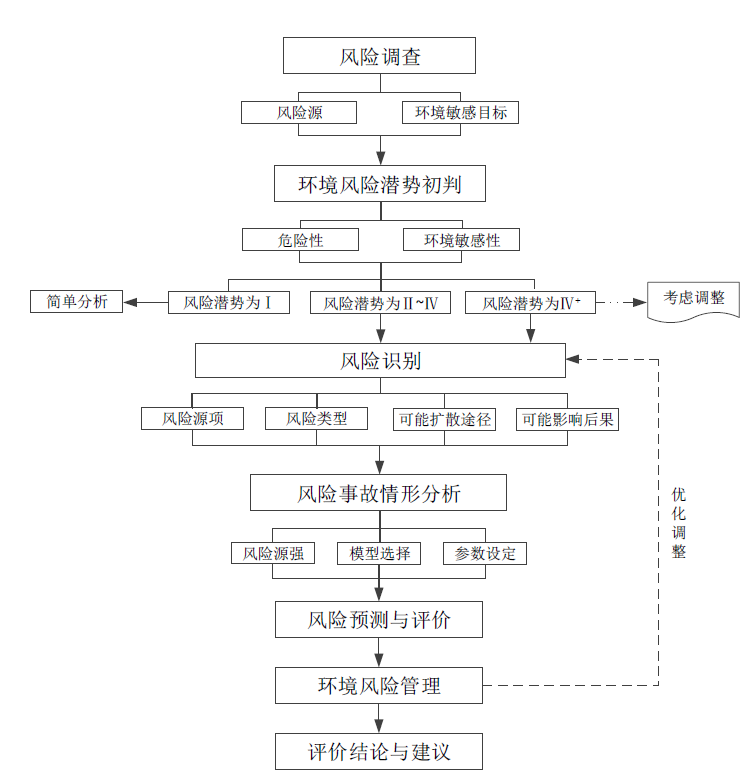 风险调查
风险源
环境敏感目标
环境风险潜势初判
危险性
环境敏感性
简单分析
风险潜势为Ⅰ
风险潜势为Ⅱ~Ⅳ
风险潜势为Ⅳ⁺
考虑调整
风险识别
风险源项
风险类型
可能扩散途径
可能影响后果
风险事故情形分析
优化调整
风险源强
模型选择
参数设定
风险预测与评价
环境风险管理
评价结论与建议